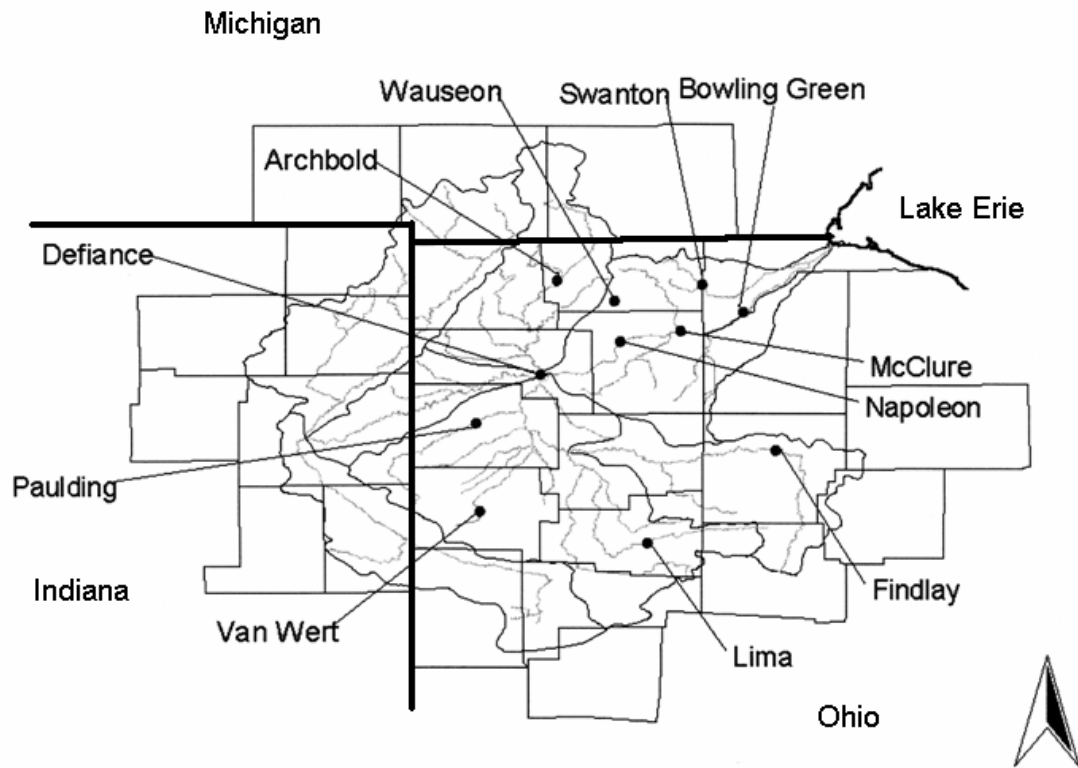 Michigan
Wauseon
Swanton
Bowling Green
Archbold
Lake Erie
Defiance
McClure
Napoleon
Paulding
Indiana
Findlay
Van Wert
Lima
Ohio